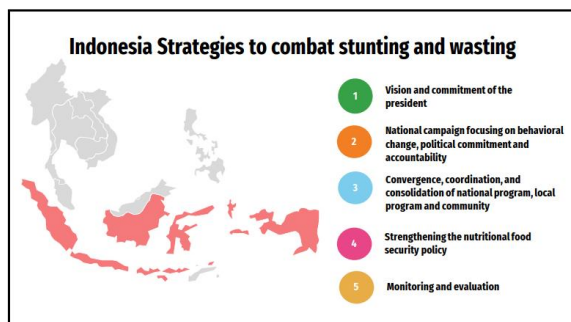 Indonesia Strategies to combat stunting and wasting
1
Vision and commitment of the
president
2
National campaign focusing on behavioral
change, political commitment and
accountability
3
Convergence, coordination, and
consolidation of national program, local
program and community
4
Strengthening the nutritional food
security policy
5
Monitoring and evaluation